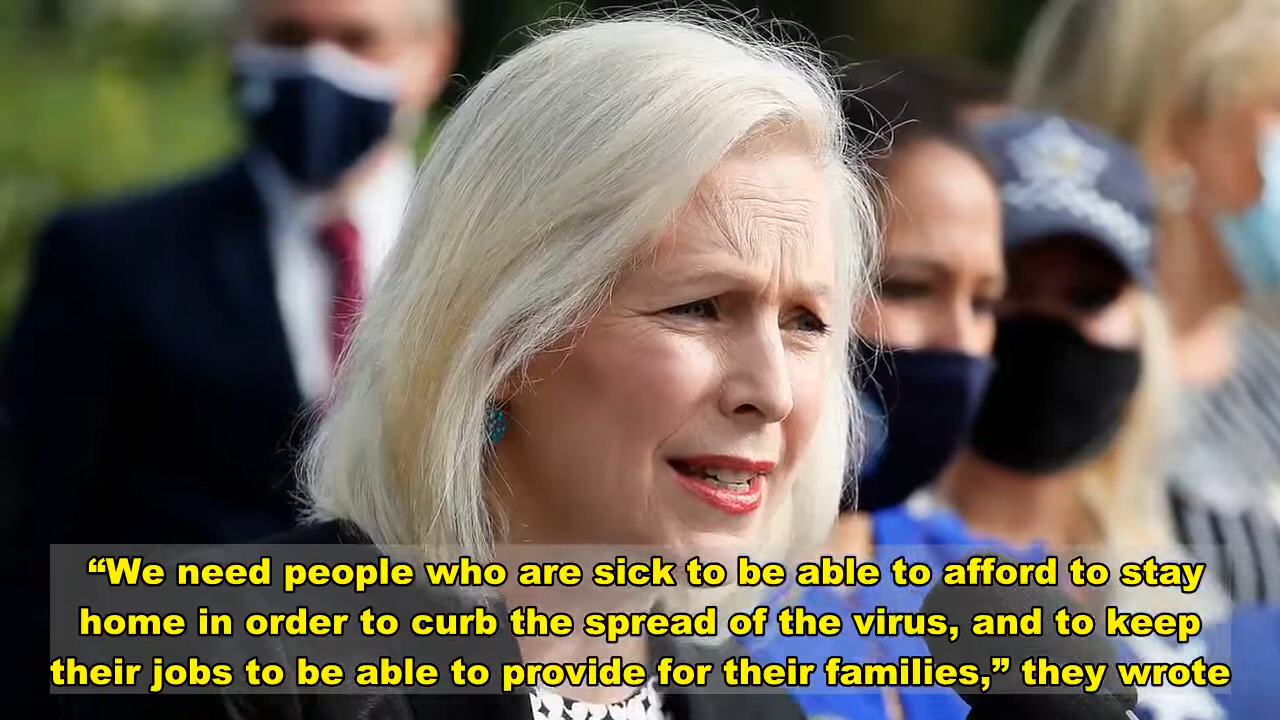 “We need people who are sick to be able to afford to stay
home in order to curb the spread of the virus, and to keep
their jobs to be able to provide for their families,” they wrote